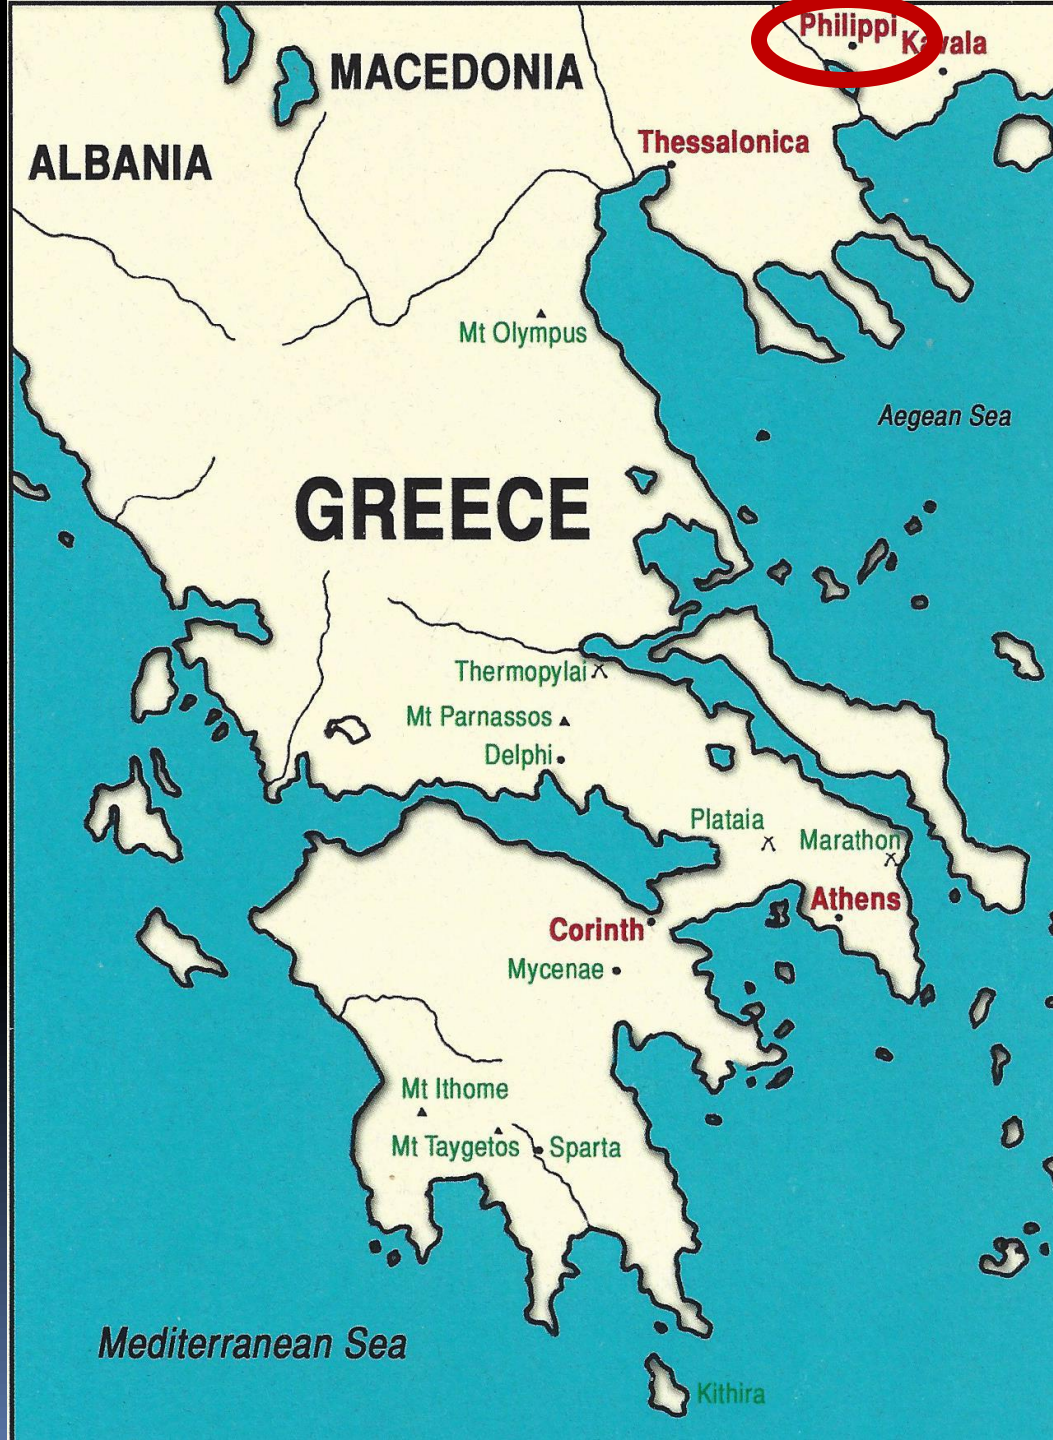 Philippi
Kavala
MACEDONIA
Thessalonica
ALBANIA
Mt Olympus
Aegean Sea
GREECE
Thermopylai
Mt Parnassos
Delphi
Plataia
Marathon
Athens
Corinth
Mycenae
Mt Ithome
Mt Taygetos
Sparta
Mediterranean Sea
Kithira